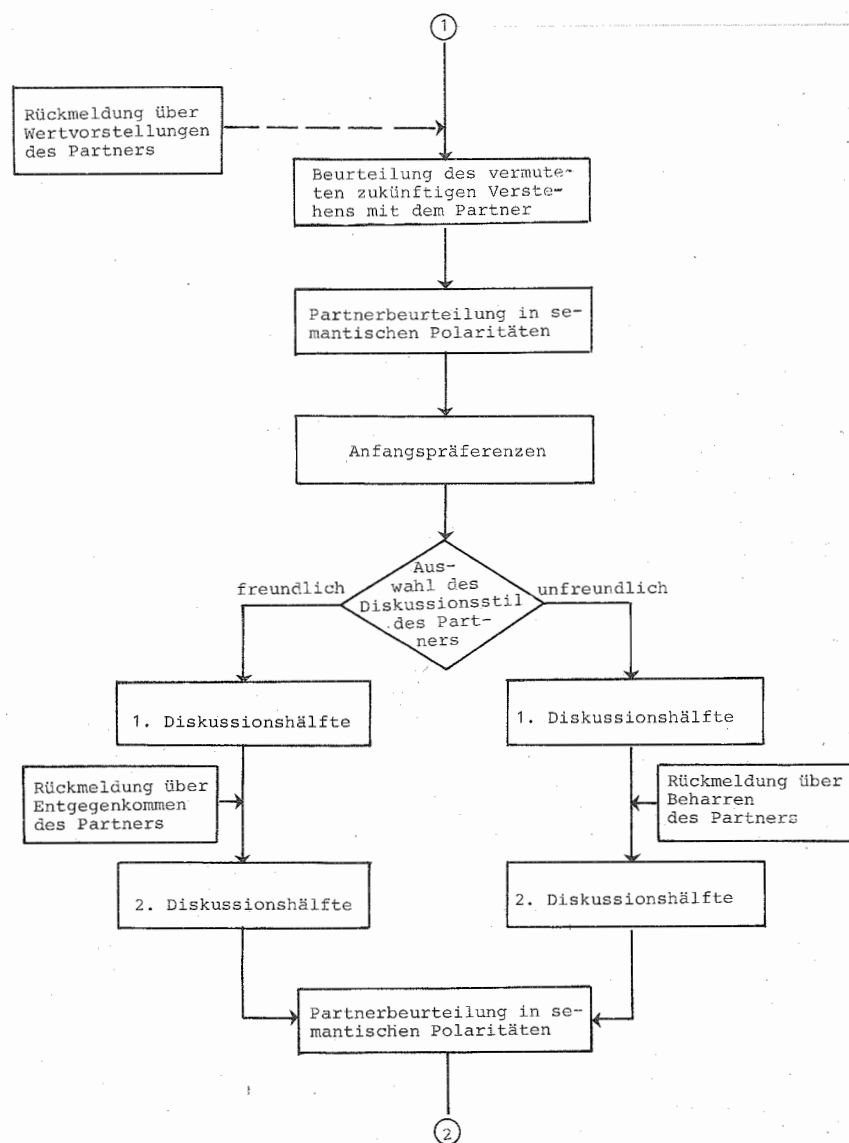 1
Rückmeldung über
Wertvorstellungen
des Partners
Beurteilung des vermute-
ten zukünftigen Verste-
hens mit dem Partner
Partnerbeurteilung in se-
mantischen Polaritäten
Anfangspräferenzen
Aus-
wahl des
Diskussionsstil
des Part-
ners
freundlich
unfreundlich
1. Diskussionshälfte
1. Diskussionshälfte
Rückmeldung über
Entgegenkommen
des Partners
Rückmeldung über
Beharren
des Partners
2. Diskussionshälfte
2. Diskussionshälfte
Partnerbeurteilung in se-
mantischen Polaritäten
2